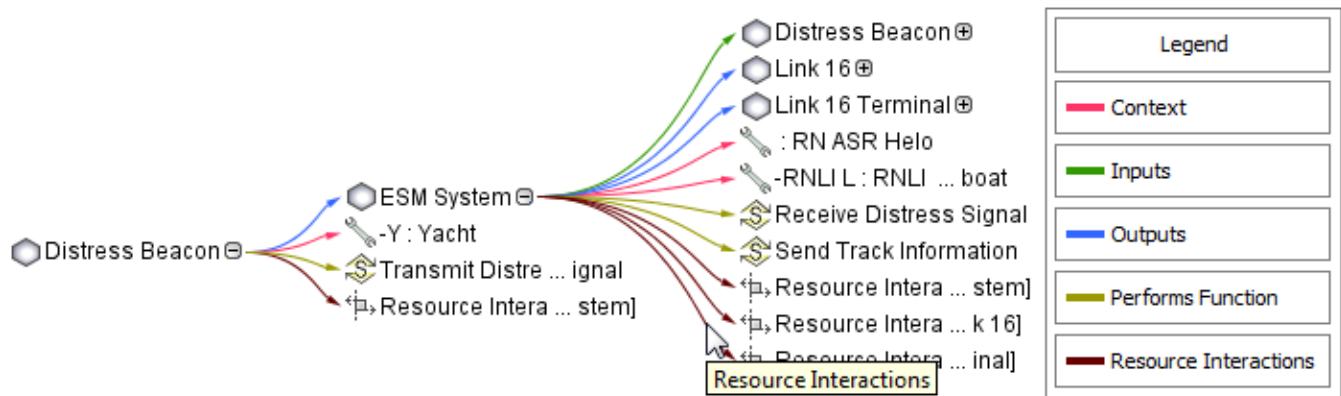 Distress Beacon
ESM System
-Y : Yacht
Transmit Distre ... ignal
Resource Intera ... stem]
Distress Beacon
Link 16
Link 16 Terminal
: RN ASR Helo
-RNLI L : RNLI ... boat
Receive Distress Signal
Send Track Information
Resource Intera ... stem]
Resource Intera ... k 16]
Resource Intera ... inal]
Resource Interactions
Legend
Context
Inputs
Outputs
Performs Function
Resource Interactions